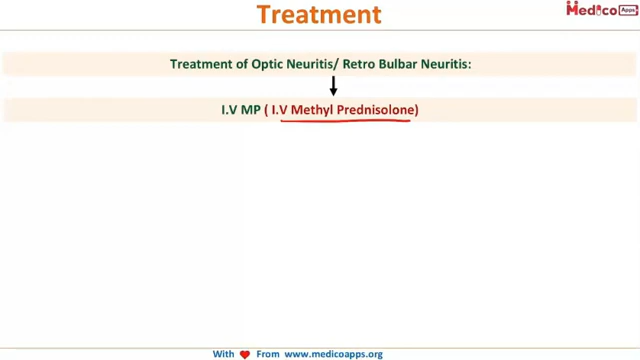 Treatment
Medico Apps
Treatment of Optic Neuritis/ Retro Bulbar Neuritis:
I.V MP ( I.V Methyl Prednisolone)
With From www.medicoapps.org